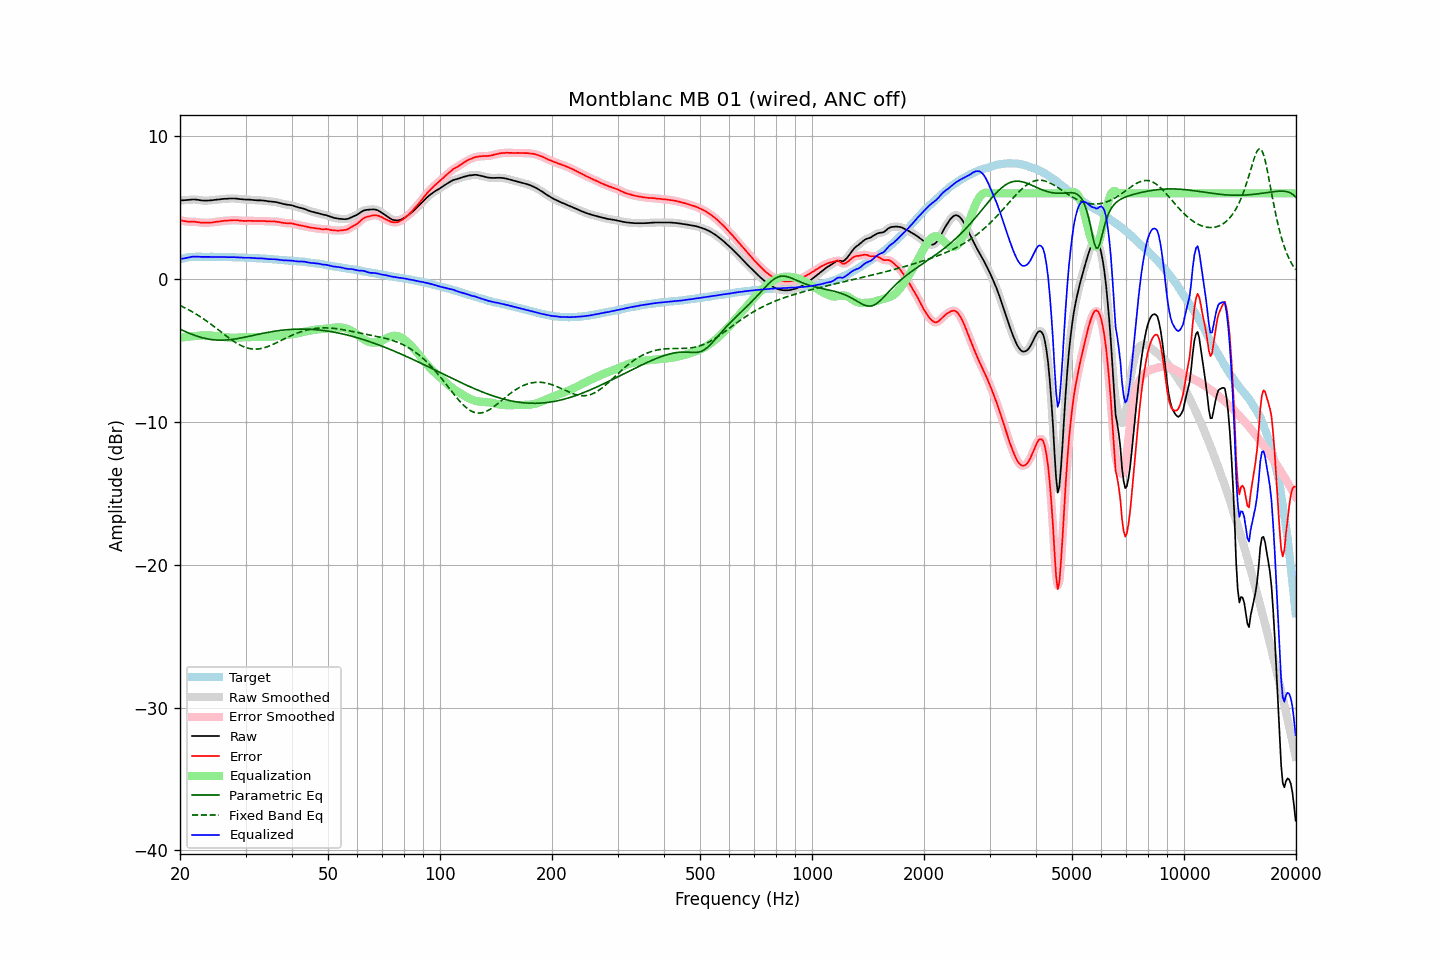 Montblanc MB 01 (wired, ANC off)
10
0
−10
−20
−30
−40
Amplitude (dBr)
Target
Raw Smoothed
Error Smoothed
Raw
Error
Equalization
Parametric Eq
Fixed Band Eq
Equalized
20 50 100 200 500 1000 2000 5000 10000 20000
Frequency (Hz)